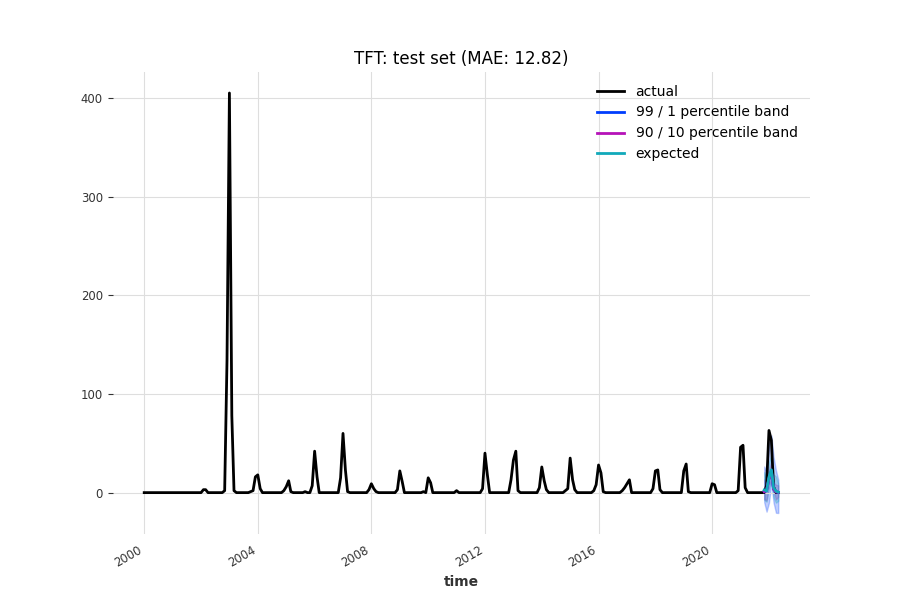 TFT: test set (MAE: 12.82)
actual
99 / 1 percentile band
90 / 10 percentile band
expected
400
300
200
100
0
2000
2004
2008
2012
2016
2020
time